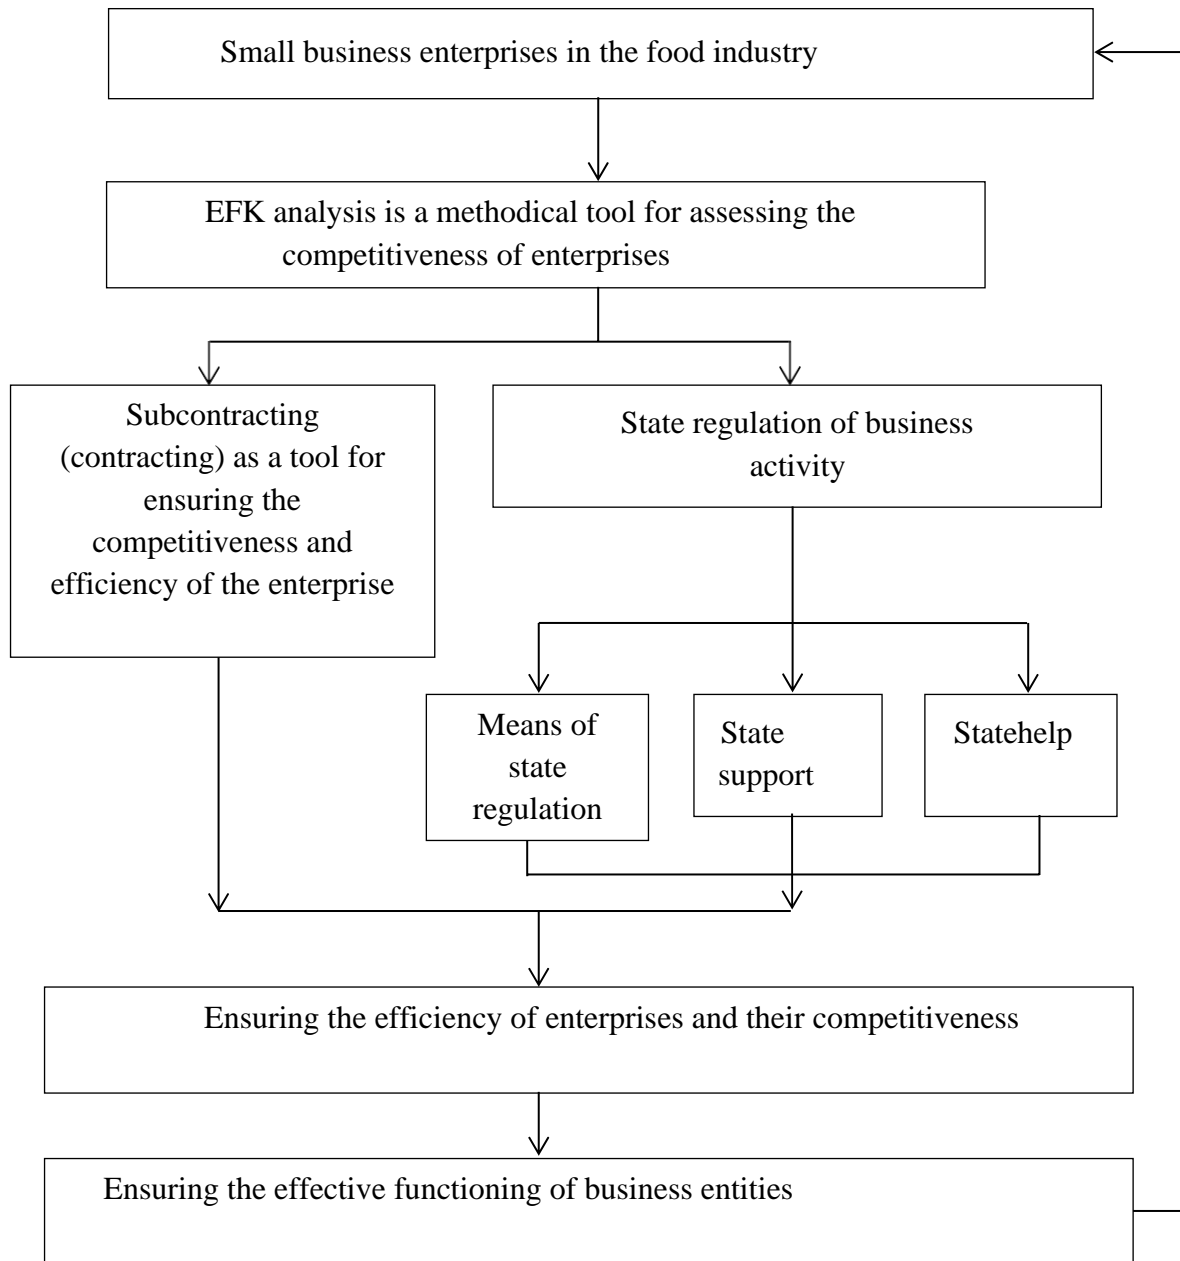 Small business enterprises in the food industry
EFK analysis is a methodical tool for assessing the
competitiveness of enterprises
Subcontracting
(contracting) as a tool for
ensuring the
competitiveness and
efficiency of the enterprise
State regulation of business
activity
Means of
state
regulation
State
support
Statehelp
Ensuring the efficiency of enterprises and their competitiveness
Ensuring the effective functioning of business entities